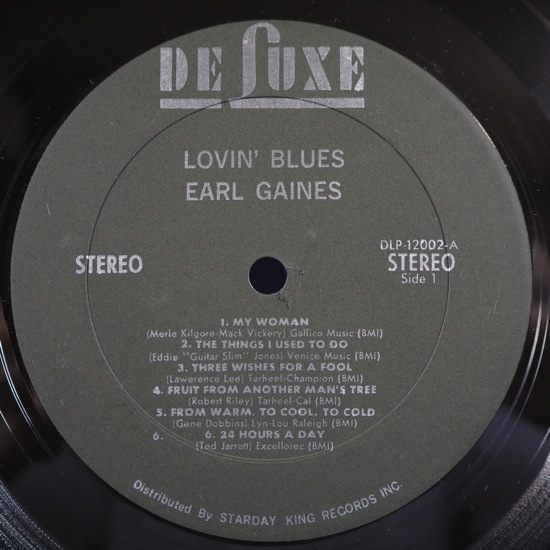 DE LUXE
LOVIN' BLUES
EARL GAINES
STEREO
DLP-12002-A
STEREO
Side 1
1. MY WOMAN
(Merle Kilgore-Mack Vickery) Gallico Music (BMI)
2. THE THINGS I USED TO DO
(Eddie "Guitar Slim" Jones) Venice Music (BMI)
3. THREE WISHES FOR A FOOL
(Lawerence Lee) Tarheel-Champion (BMI)
4. FRUIT FROM ANOTHER MAN'S TREE
(Robert Riley) Tarheel-Cal (BMI)
5. FROM WARM, TO COOL, TO COLD
(Gene Dobbins) Lyn-Lou Raleigh (BMI)
6. 6. 24 HOURS A DAY
(Ted Jarrett) Excellorec (BMI)
Distributed By STARDAY KING RECORDS INC.